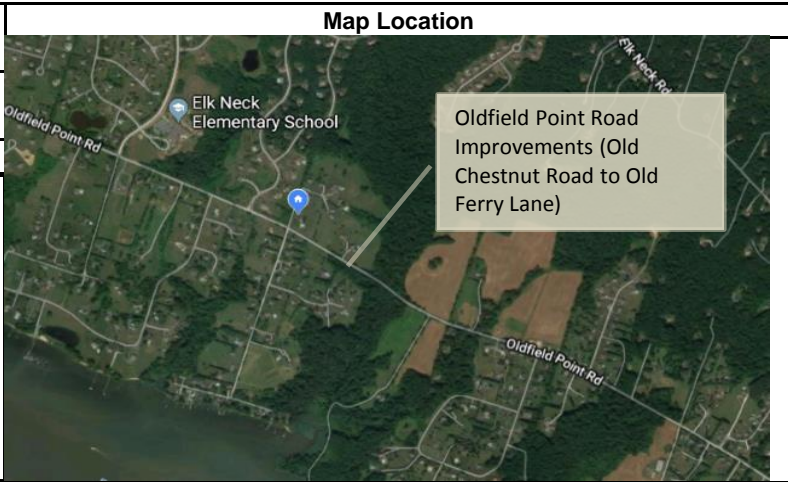 Map Location
Elk Neck
Elementary School
Oldfield Point Rd
Elk Neck Rd
Oldfield Point Road
Improvements (Old
Chestnut Road to Old
Ferry Lane)
Oldfield Point Rd